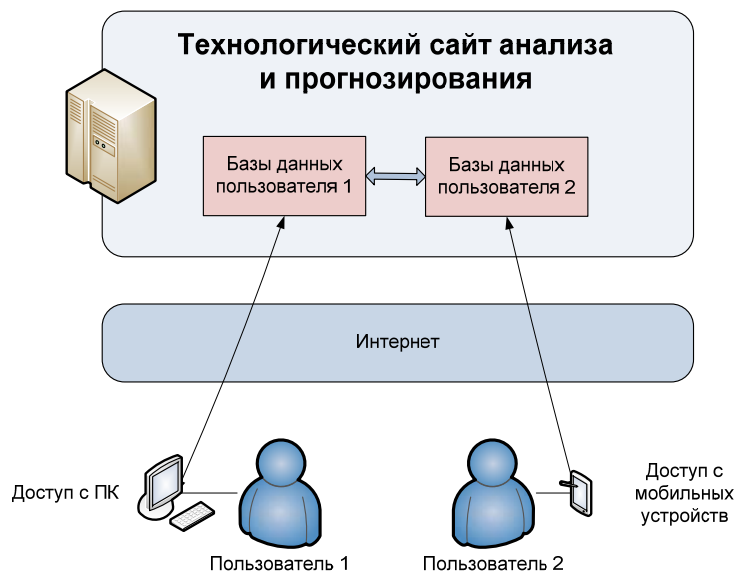 Технологический сайт анализа
и прогнозирования
Базы данных
пользователя 1
Базы данных
пользователя 2
Интернет
Доступ с ПК
Доступ с
мобильных
устройств
Пользователь 1
Пользователь 2